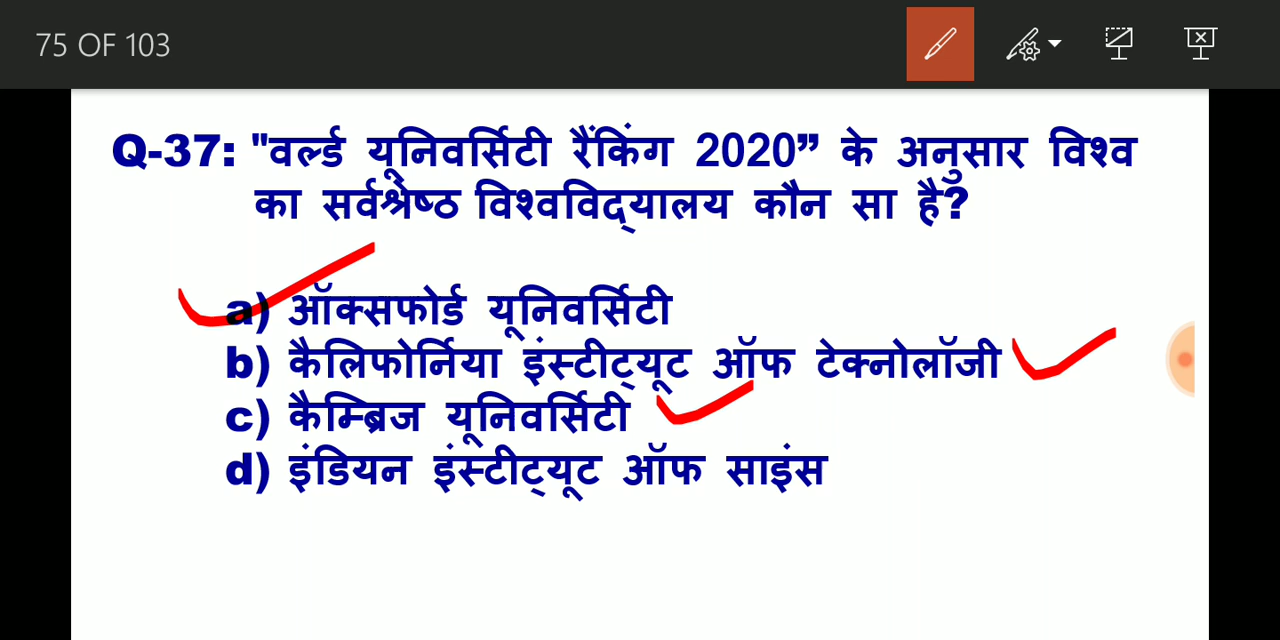 75 OF 103
Q-37: "वर्ल्ड यूनिवर्सिटी रैंकिंग 2020” के अनुसार विश्व
का सर्वश्रेष्ठ विश्वविद्यालय कौन सा है?
a) ऑक्सफोर्ड यूनिवर्सिटी
b) कैलिफोर्निया इंस्टीट्यूट ऑफ टेक्नोलॉजी
c) कैम्ब्रिज यूनिवर्सिटी
d) इंडियन इंस्टीट्यूट ऑफ साइंस